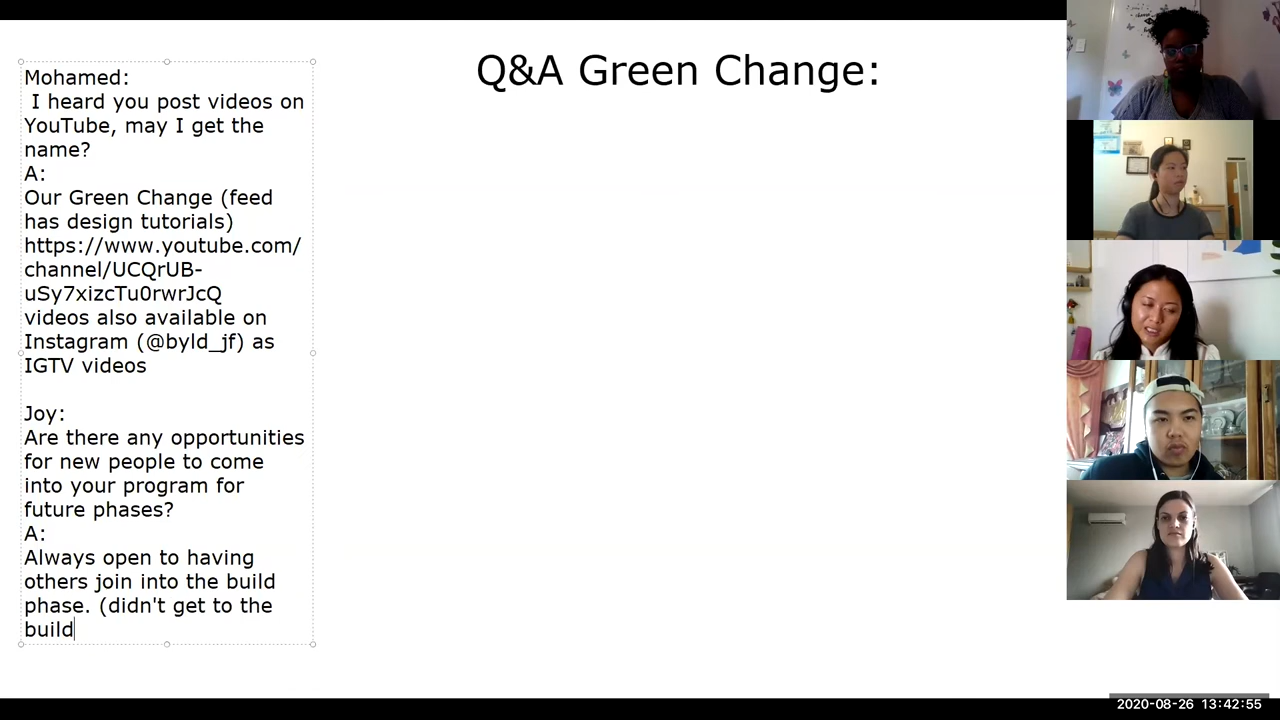 Q&A Green Change:
Mohamed:
I heard you post videos on
YouTube, may I get the
name?
A:
Our Green Change (feed
has design tutorials)
https://www.youtube.com/
channel/UCQrUB-
uSy7xizcTu0rwrJcQ
videos also available on
Instagram (@byld_jf) as
IGTV videos
Joy:
Are there any opportunities
for new people to come
into your program for
future phases?
A:
Always open to having
others join into the build
phase. (didn't get to the
build
2020-08-26 13:42:55